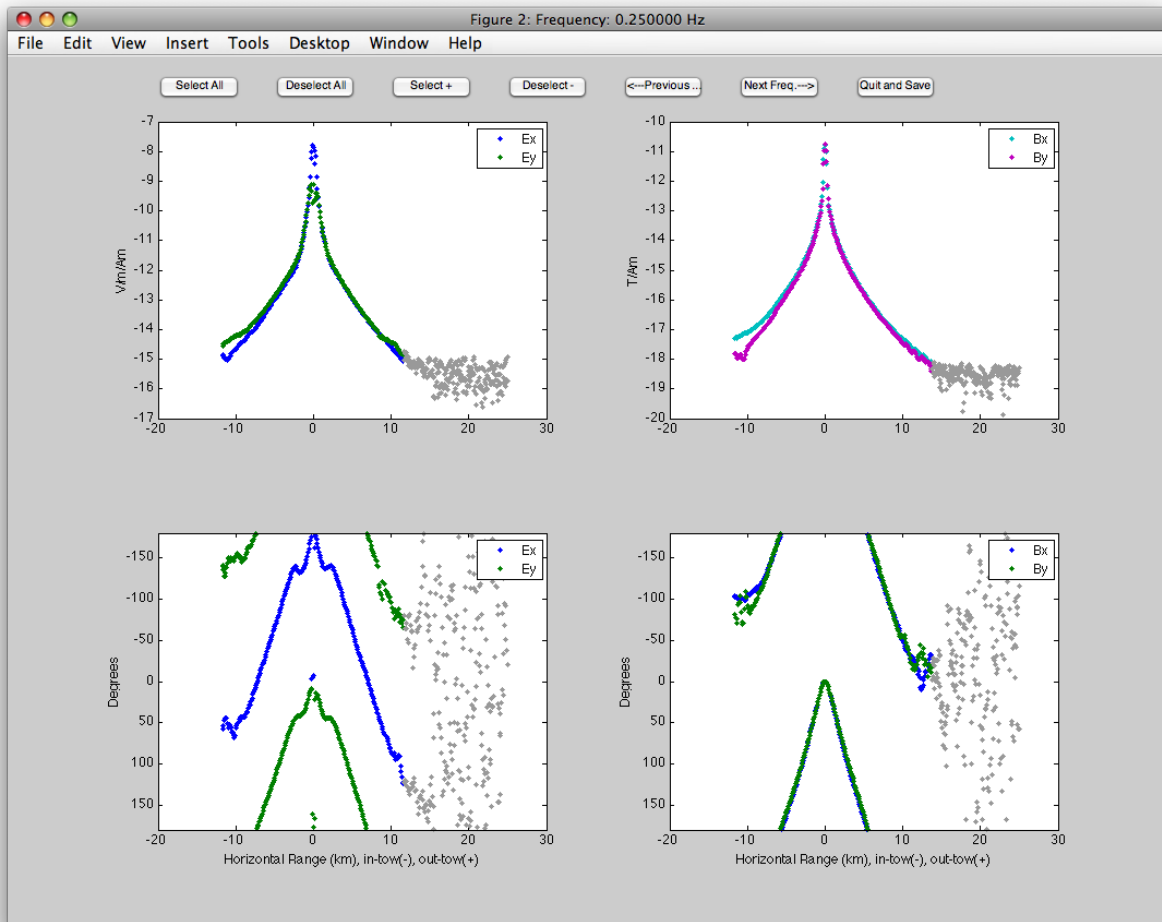 Figure 2: Frequency: 0.250000 Hz
File Edit View Insert Tools Desktop Window Help
Select All Deselect All Select + Deselect - <---Previous ... Next Freq.---> Quit and Save
-7
-8
-9
-10
-11
-12
-13
-14
-15
-16
-17
V/m/Am
Ex
Ey
-20 -10 0 10 20 30
-10
-11
-12
-13
-14
-15
-16
-17
-18
-19
-20
T/Am
Bx
By
-20 -10 0 10 20 30
-150
-100
-50
0
50
100
150
Degrees
Ex
Ey
-20 -10 0 10 20 30
Horizontal Range (km), in-tow(-), out-tow(+)
-150
-100
-50
0
50
100
150
Degrees
Bx
By
-20 -10 0 10 20 30
Horizontal Range (km), in-tow(-), out-tow(+)